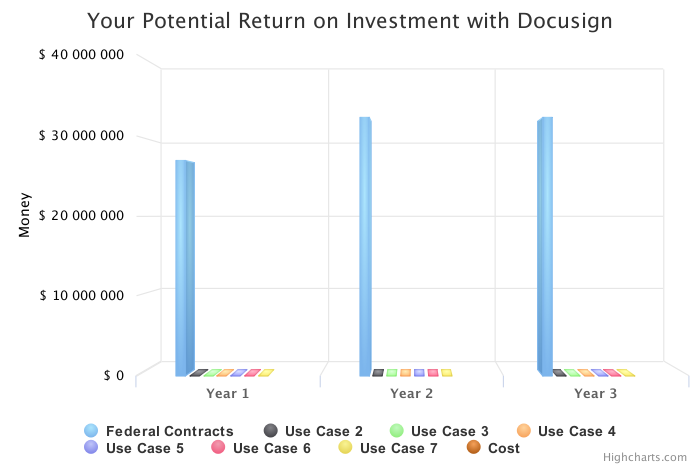 Your Potential Return on Investment with Docusign
$ 40 000 000
$ 30 000 000
$ 20 000 000
$ 10 000 000
$ 0
Money
Year 1
Year 2
Year 3
Federal Contracts Use Case 2 Use Case 3 Use Case 4
Use Case 5 Use Case 6 Use Case 7 Cost
Highcharts.com